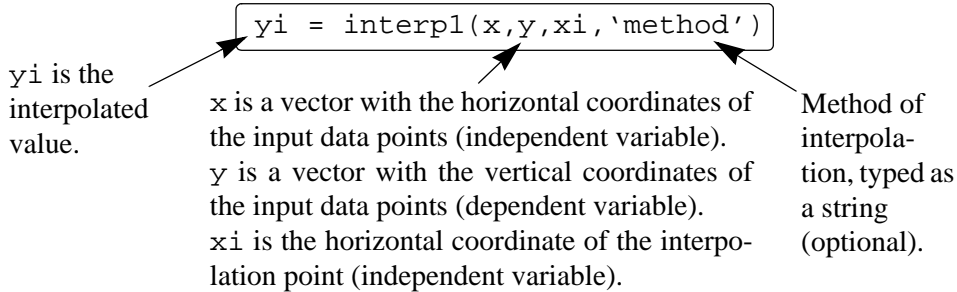 yi = interp1(x,y,xi,‘method’)
yi is the
interpolated
value.
x is a vector with the horizontal coordinates of
the input data points (independent variable).
y is a vector with the vertical coordinates of
the input data points (dependent variable).
xi is the horizontal coordinate of the interpo-
lation point (independent variable).
Method of
interpola-
tion, typed as
a string
(optional).